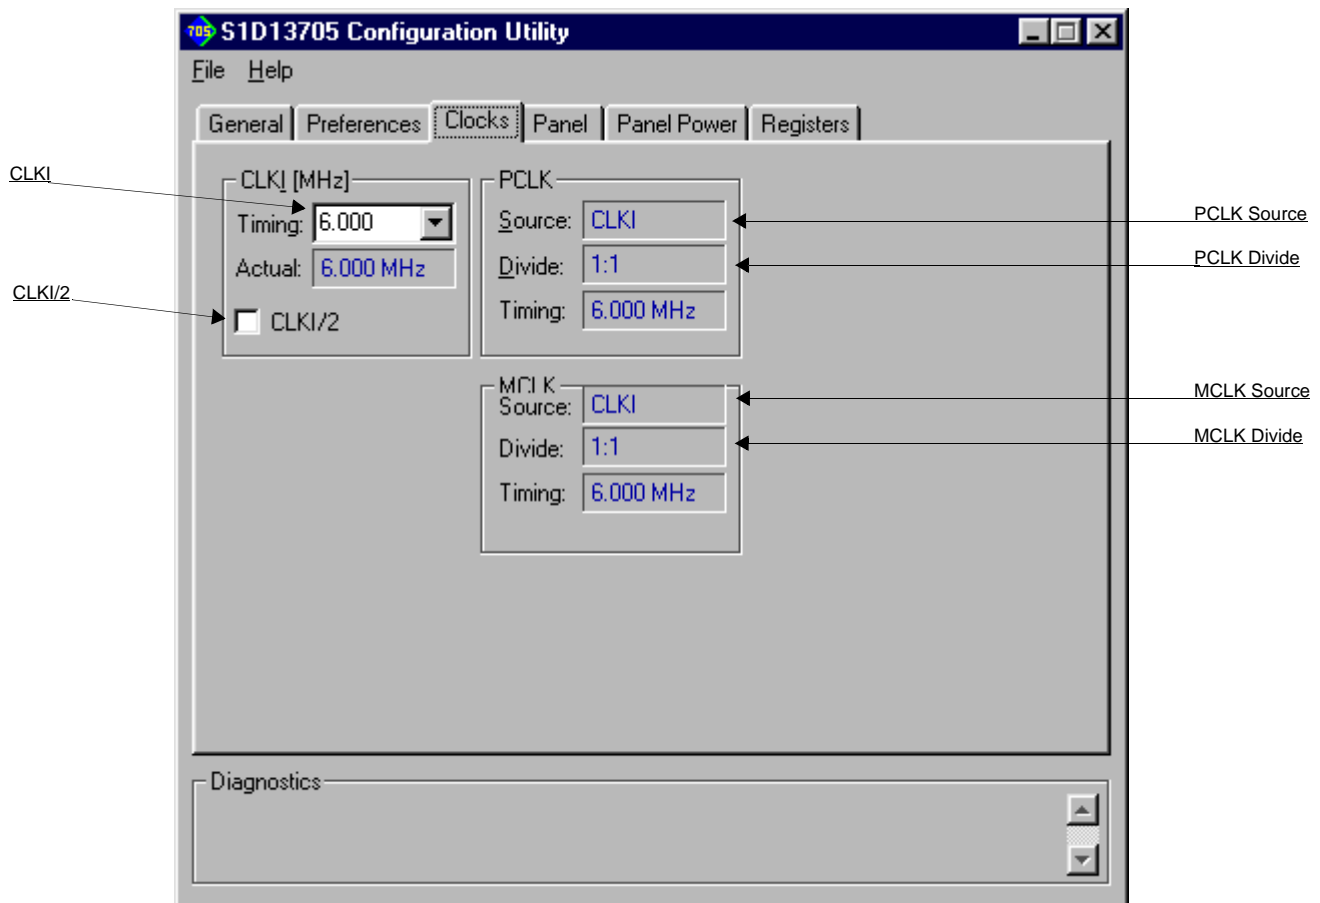 705 S1D13705 Configuration Utility
File Help
General Preferences Clocks Panel Panel Power Registers
CLKI
CLKI/2
CLKI [MHz]
Timing: 6.000
Actual: 6.000 MHz
CLKI/2
PCLK
Source: CLKI
Divide: 1:1
Timing: 6.000 MHz
MCLK
Source: CLKI
Divide: 1:1
Timing: 6.000 MHz
PCLK Source
PCLK Divide
MCLK Source
MCLK Divide
Diagnostics